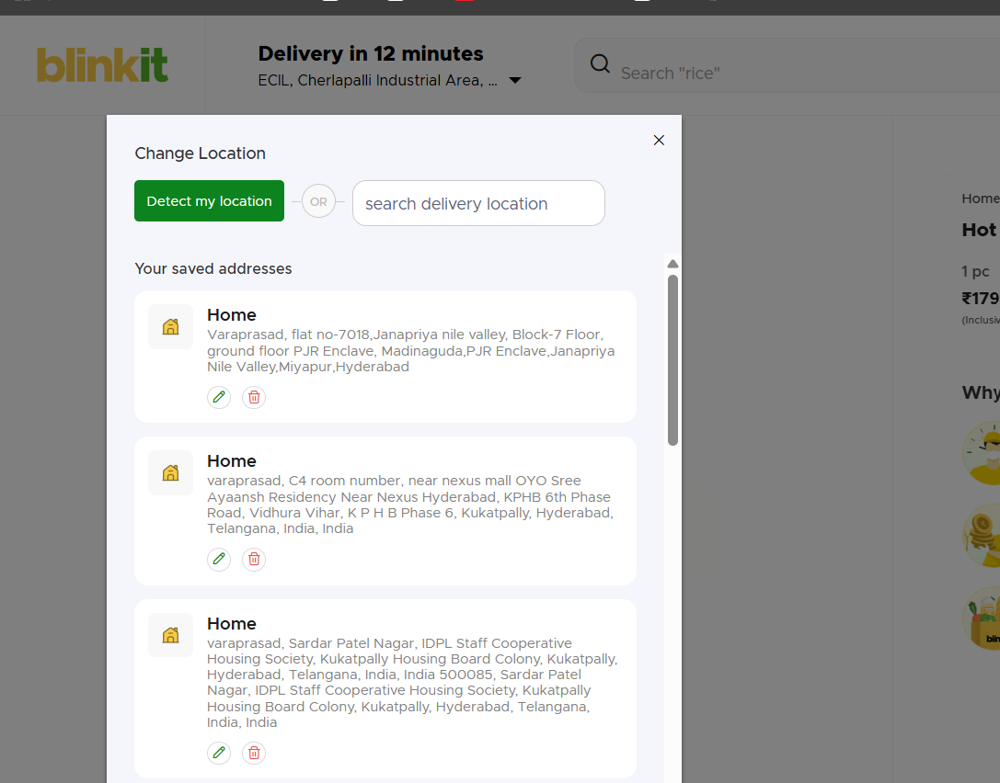 blinkit
Delivery in 12 minutes
ECIL, Cherlapalli Industrial Area, ...
Search "rice"
Change Location
Detect my location
OR
search delivery location
Your saved addresses
Home
Varaprasad, flat no-7018,Janapriya nile valley, Block-7 Floor,
ground floor PJR Enclave, Madinaguda,PJR Enclave,Janapriya
Nile Valley,Miyapur,Hyderabad
Home
varaprasad, C4 room number, near nexus mall OYO Sree
Ayaansh Residency Near Nexus Hyderabad, KPHB 6th Phase
Road, Vidhura Vihar, K P H B Phase 6, Kukatpally, Hyderabad,
Telangana, India, India
Home
varaprasad, Sardar Patel Nagar, IDPL Staff Cooperative
Housing Society, Kukatpally Housing Board Colony, Kukatpally,
Hyderabad, Telangana, India, India 500085, Sardar Patel
Nagar, IDPL Staff Cooperative Housing Society, Kukatpally
Housing Board Colony, Kukatpally, Hyderabad, Telangana,
India, India
Home
Hot
1 pc
₹179
(Inclusiv
Why
blin